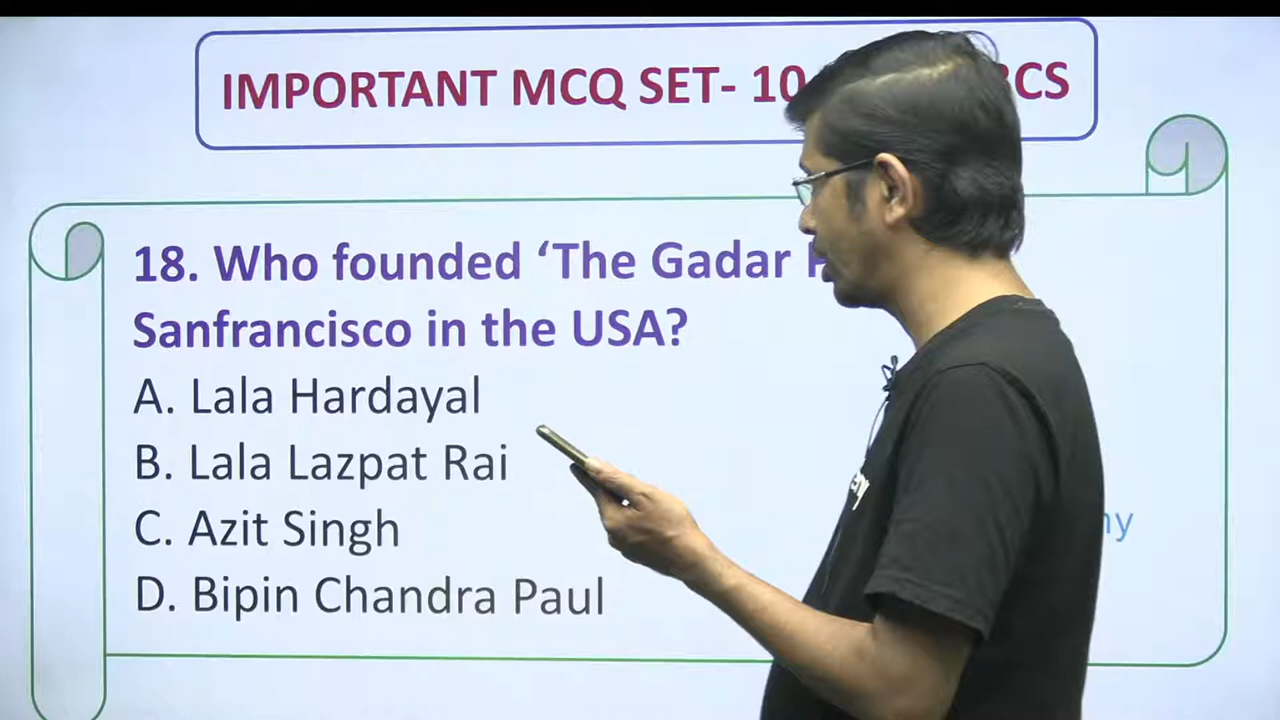 IMPORTANT MCQ SET- 10
18. Who founded ‘The Gadar
Sanfrancisco in the USA?
A. Lala Hardayal
B. Lala Lazpat Rai
C. Azit Singh
D. Bipin Chandra Paul